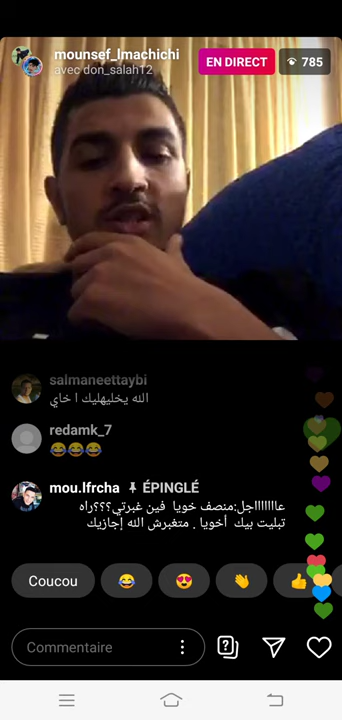 mounsef_lmachichi
avec don_salah12
EN DIRECT
785
salmaneettaybi
الله يخليهليك ا خاي
redamk_7
😂😂😂
mou.lfrcha ÉPINGLÉ
عااااااااجل:منصف خويا فين غبرتي؟؟؟راه
تبليت بيك أخويا . متغبرش الله إجازيك
Coucou 😂 😍 👏 👍
Commentaire